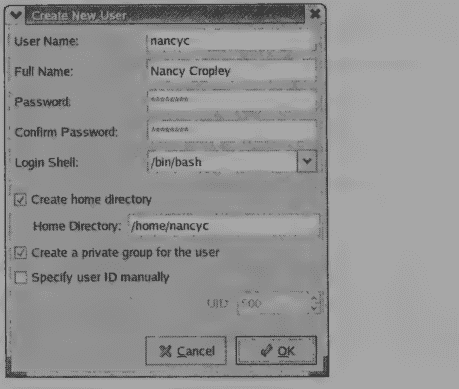 Create New User
User Name: nancyc
Full Name: Nancy Cropley
Password: ********
Confirm Password: ********
Login Shell: /bin/bash
Create home directory
Home Directory: /home/nancyc
Create a private group for the user
Specify user ID manually
UID: 500
Cancel OK